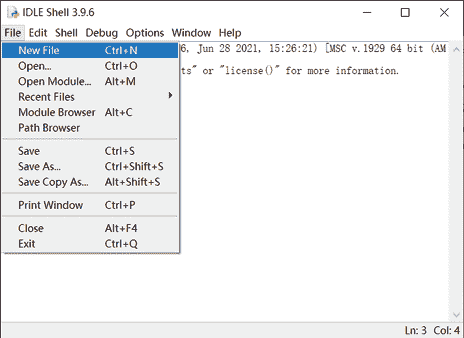 IDLE Shell 3.9.6
File Edit Shell Debug Options Window Help
New File Ctrl+N 6, Jun 28 2021, 15:26:21) [MSC v.1929 64 bit (AM
Open... Ctrl+O ts" or "license()" for more information.
Open Module... Alt+M
Recent Files
Module Browser Alt+C
Path Browser
Save Ctrl+S
Save As... Ctrl+Shift+S
Save Copy As... Alt+Shift+S
Print Window Ctrl+P
Close Alt+F4
Exit Ctrl+Q
Ln: 3 Col: 4